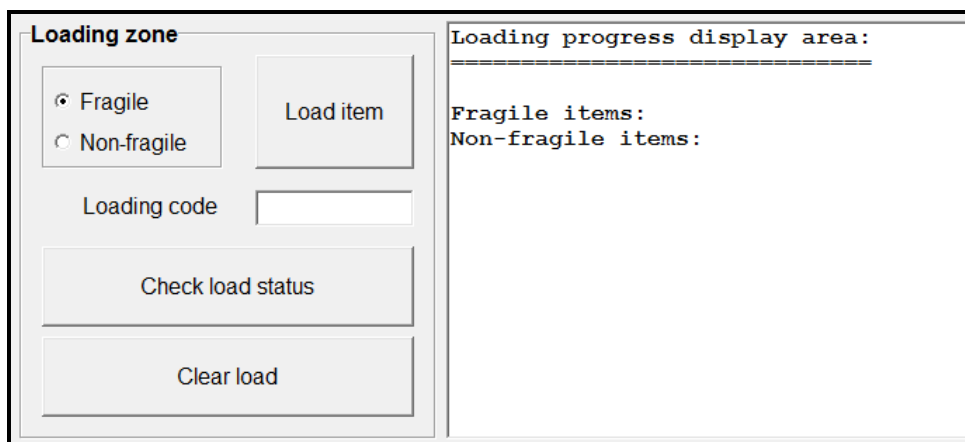 Loading zone
Fragile
Non-fragile
Load item
Loading code
Check load status
Clear load
Loading progress display area:
==============================
Fragile items:
Non-fragile items: